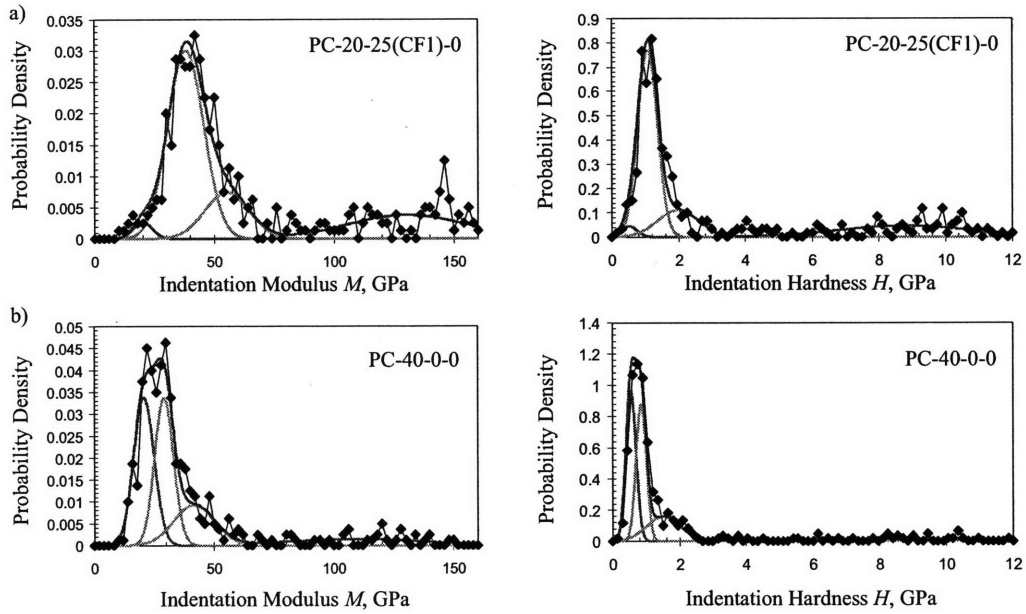 a)
Probability Density
0.035
0.03
0.025
0.02
0.015
0.01
0.005
0
PC-20-25(CF1)-0
0 50 100 150
Indentation Modulus M, GPa
Probability Density
0.9
0.8
0.7
0.6
0.5
0.4
0.3
0.2
0.1
0
PC-20-25(CF1)-0
0 2 4 6 8 10 12
Indentation Hardness H, GPa
b)
Probability Density
0.05
0.045
0.04
0.035
0.03
0.025
0.02
0.015
0.01
0.005
0
PC-40-0-0
0 50 100 150
Indentation Modulus M, GPa
Probability Density
1.4
1.2
1
0.8
0.6
0.4
0.2
0
PC-40-0-0
0 2 4 6 8 10 12
Indentation Hardness H, GPa